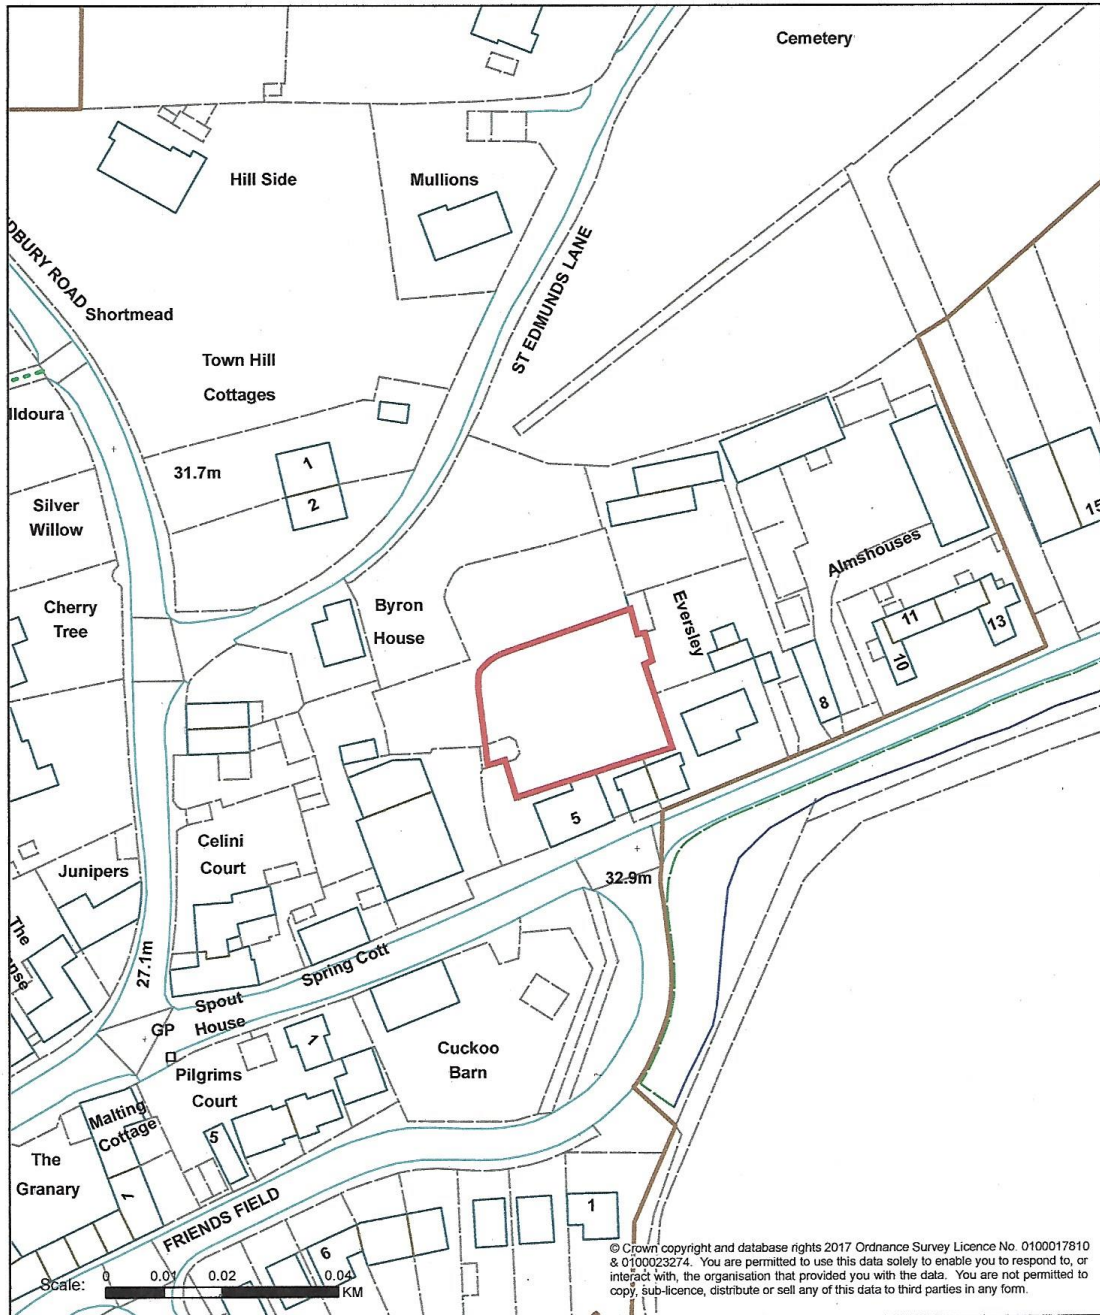 Cemetery
Hill Side
Mullions
DBURY ROAD
Shortmead
ST EDMUNDS LANE
Town Hill
Cottages
lldoura
31.7m
1
2
Silver
Willow
15
Almshouses
Cherry
Tree
Byron
House
Eversley
11
13
10
8
5
Celini
Court
Junipers
32.9m
The
nse
27.1m
Spring Cott
Spout
House
GP
1
Cuckoo
Barn
Pilgrims
Court
Malting
Cottage
5
The
Granary
1
FRIENDS FIELD
6
1
Scale: 0 0.01 0.02 0.04
KM
© Crown copyright and database rights 2017 Ordnance Survey Licence No. 0100017810
& 0100023274. You are permitted to use this data solely to enable you to respond to, or
interact with, the organisation that provided you with the data. You are not permitted to
copy, sub-licence, distribute or sell any of this data to third parties in any form.